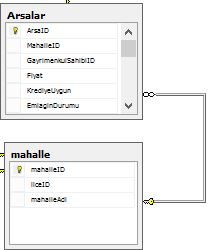 Arsalar
ArsaID
MahalleID
GayrimenkulSahibiID
Fiyat
KrediyeUygun
EmlaginDurumu
mahalle
mahalleID
ilceID
mahalleAdi